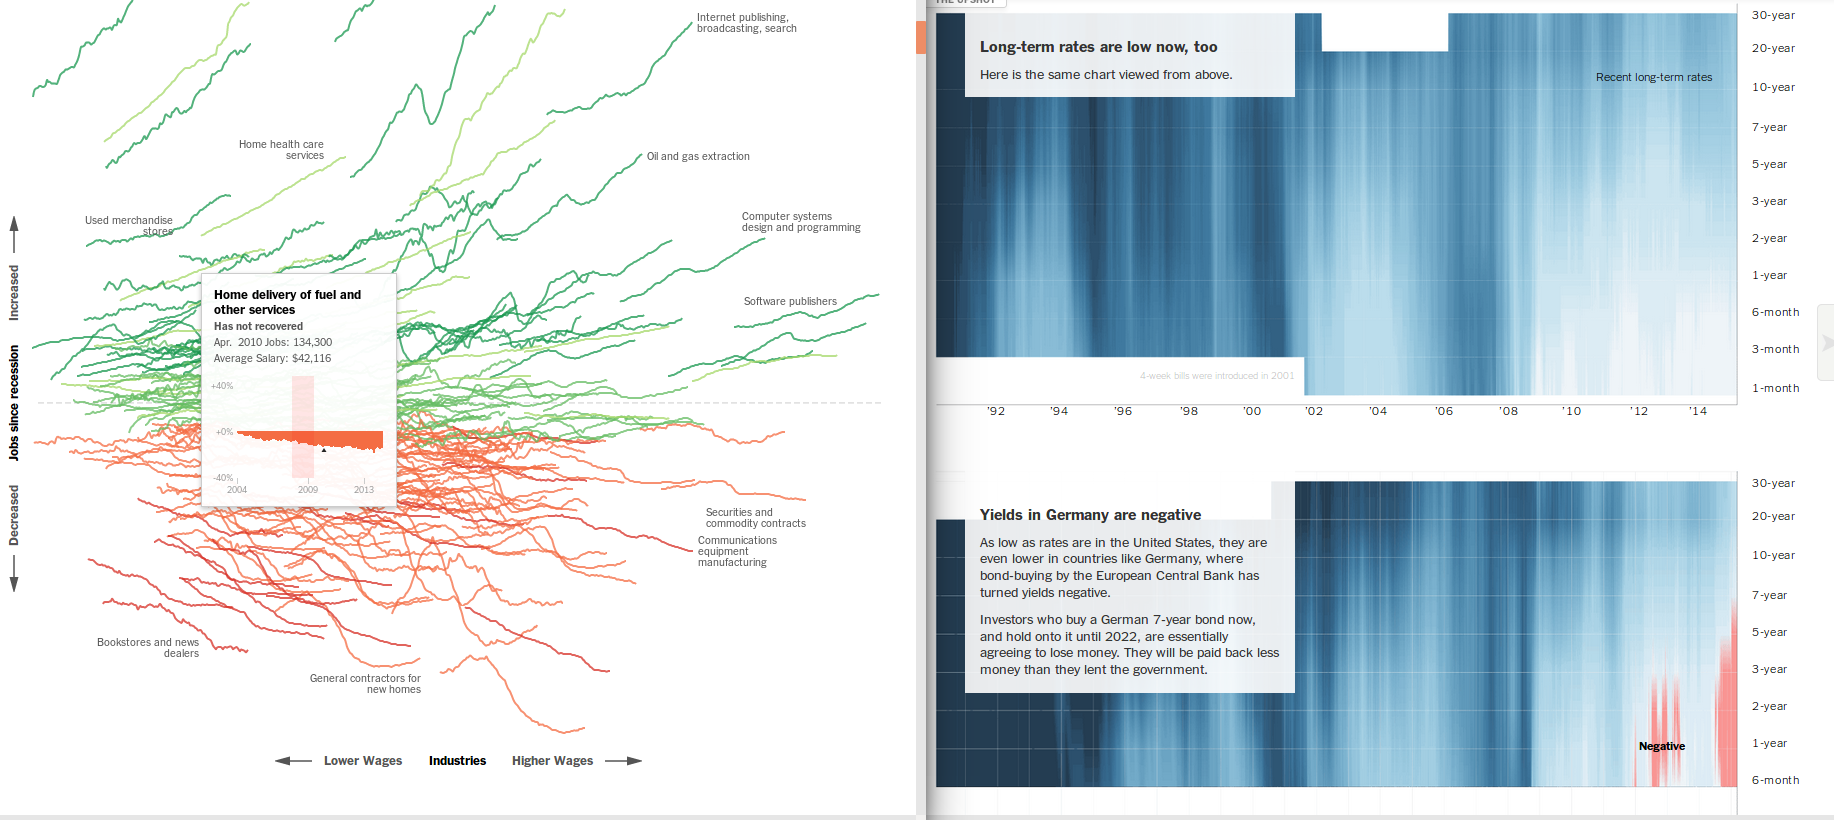 Internet publishing,
broadcasting, search
Home health care
services
Oil and gas extraction
Used merchandise
stores
Computer systems
design and programming
Software publishers
Increased
Jobs since recession
Decreased
Home delivery of fuel and
other services
Has not recovered
Apr. 2010 Jobs: 134,300
Average Salary: $42,116
+40%
+0%
-40%
2004 2009 2013
Securities and
commodity contracts
Communications
equipment
manufacturing
Bookstores and news
dealers
General contractors for
new homes
Lower Wages Industries Higher Wages
THE UPSHOT
Long-term rates are low now, too
Here is the same chart viewed from above.
Recent long-term rates
30-year
20-year
10-year
7-year
5-year
3-year
2-year
1-year
6-month
3-month
1-month
4-week bills were introduced in 2001
'92 '94 '96 '98 '00 '02 '04 '06 '08 '10 '12 '14
Yields in Germany are negative
As low as rates are in the United States, they are
even lower in countries like Germany, where
bond-buying by the European Central Bank has
turned yields negative.
Investors who buy a German 7-year bond now,
and hold onto it until 2022, are essentially
agreeing to lose money. They will be paid back less
money than they lent the government.
Negative
30-year
20-year
10-year
7-year
5-year
3-year
2-year
1-year
6-month